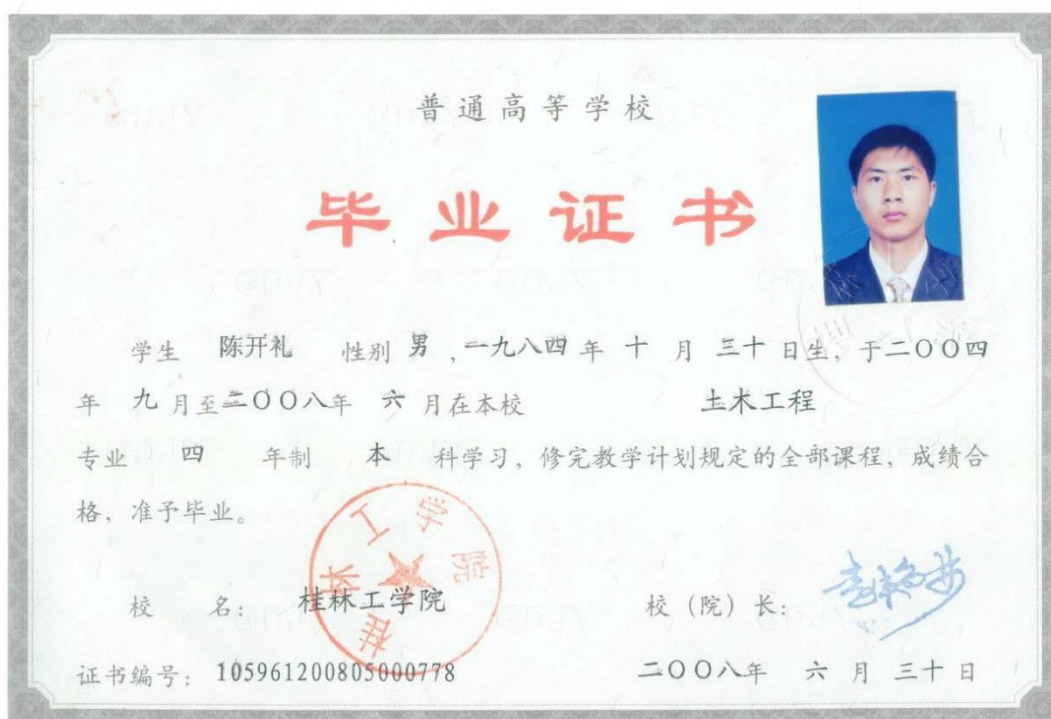 普通高等学校
毕业证书
学生 陈开礼 性别 男，一九八四年 十 月 三十 日生，于二〇〇四
年 九 月至二〇〇八年 六 月在本校 土木工程
专业 四 年制 本 科学习，修完教学计划规定的全部课程，成绩合
格，准予毕业。
桂林工学院
校 名： 桂林工学院 校（院）长：
证书编号： 105961200805000778 二〇〇八年 六 月 三十 日